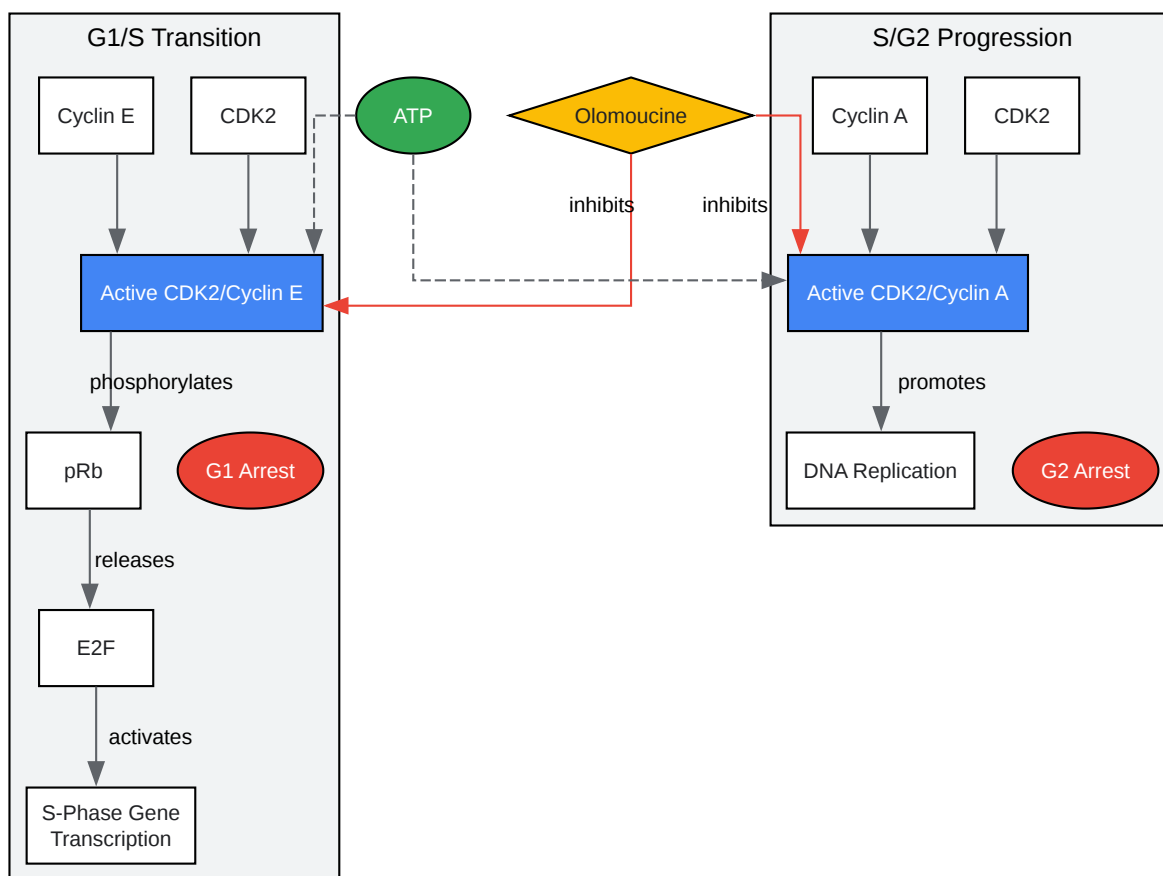 G1/S Transition
S/G2 Progression
Cyclin E
CDK2
ATP
Olomoucine
Cyclin A
CDK2
inhibits
inhibits
Active CDK2/Cyclin E
Active CDK2/Cyclin A
phosphorylates
promotes
pRb
G1 Arrest
DNA Replication
G2 Arrest
releases
E2F
activates
S-Phase Gene
Transcription